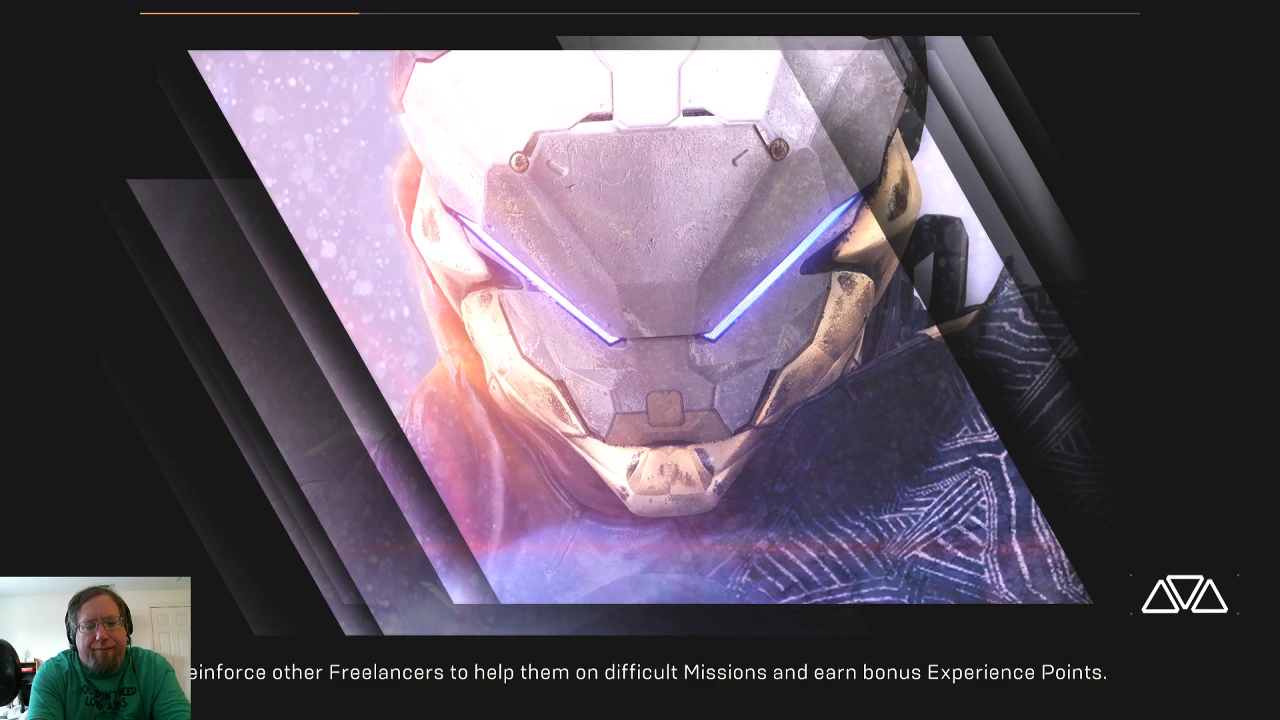 einforce other Freelancers to help them on difficult Missions and earn bonus Experience Points.